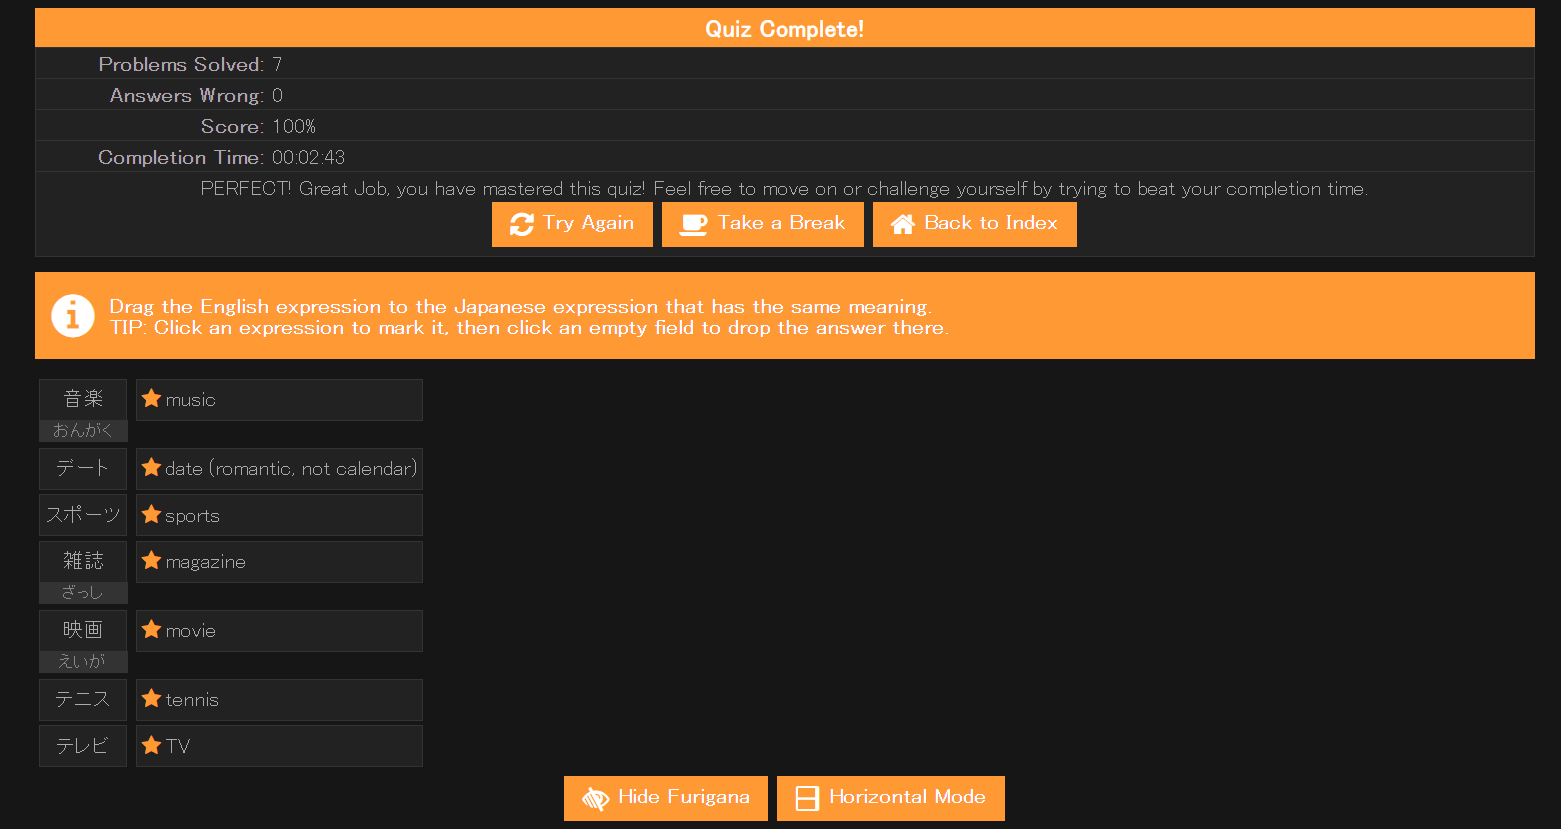 Quiz Complete!
Problems Solved: 7
Answers Wrong: 0
Score: 100%
Completion Time: 00:02:43
PERFECT! Great Job, you have mastered this quiz! Feel free to move on or challenge yourself by trying to beat your completion time.
Try Again Take a Break Back to Index
Drag the English expression to the Japanese expression that has the same meaning.
TIP: Click an expression to mark it, then click an empty field to drop the answer there.
音楽 music
おんがく
デート date (romantic, not calendar)
スポーツ sports
雑誌 magazine
ざっし
映画 movie
えいが
テニス tennis
テレビ TV
Hide Furigana Horizontal Mode